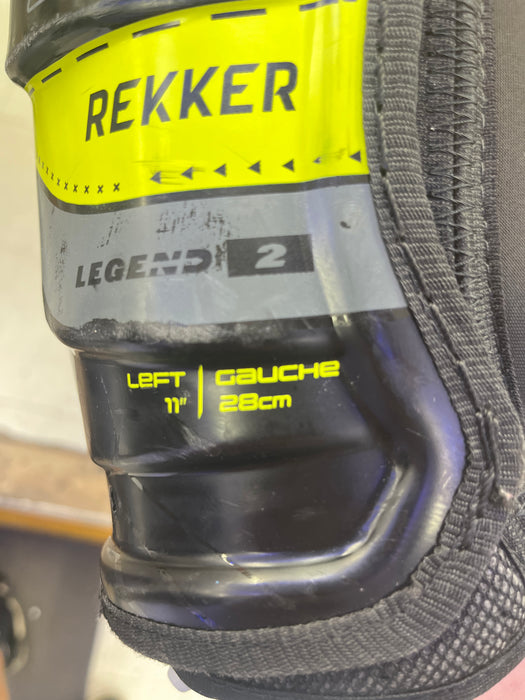 REKKER
LEGEND 2
LEFT | GAUCHE
11" | 28cm